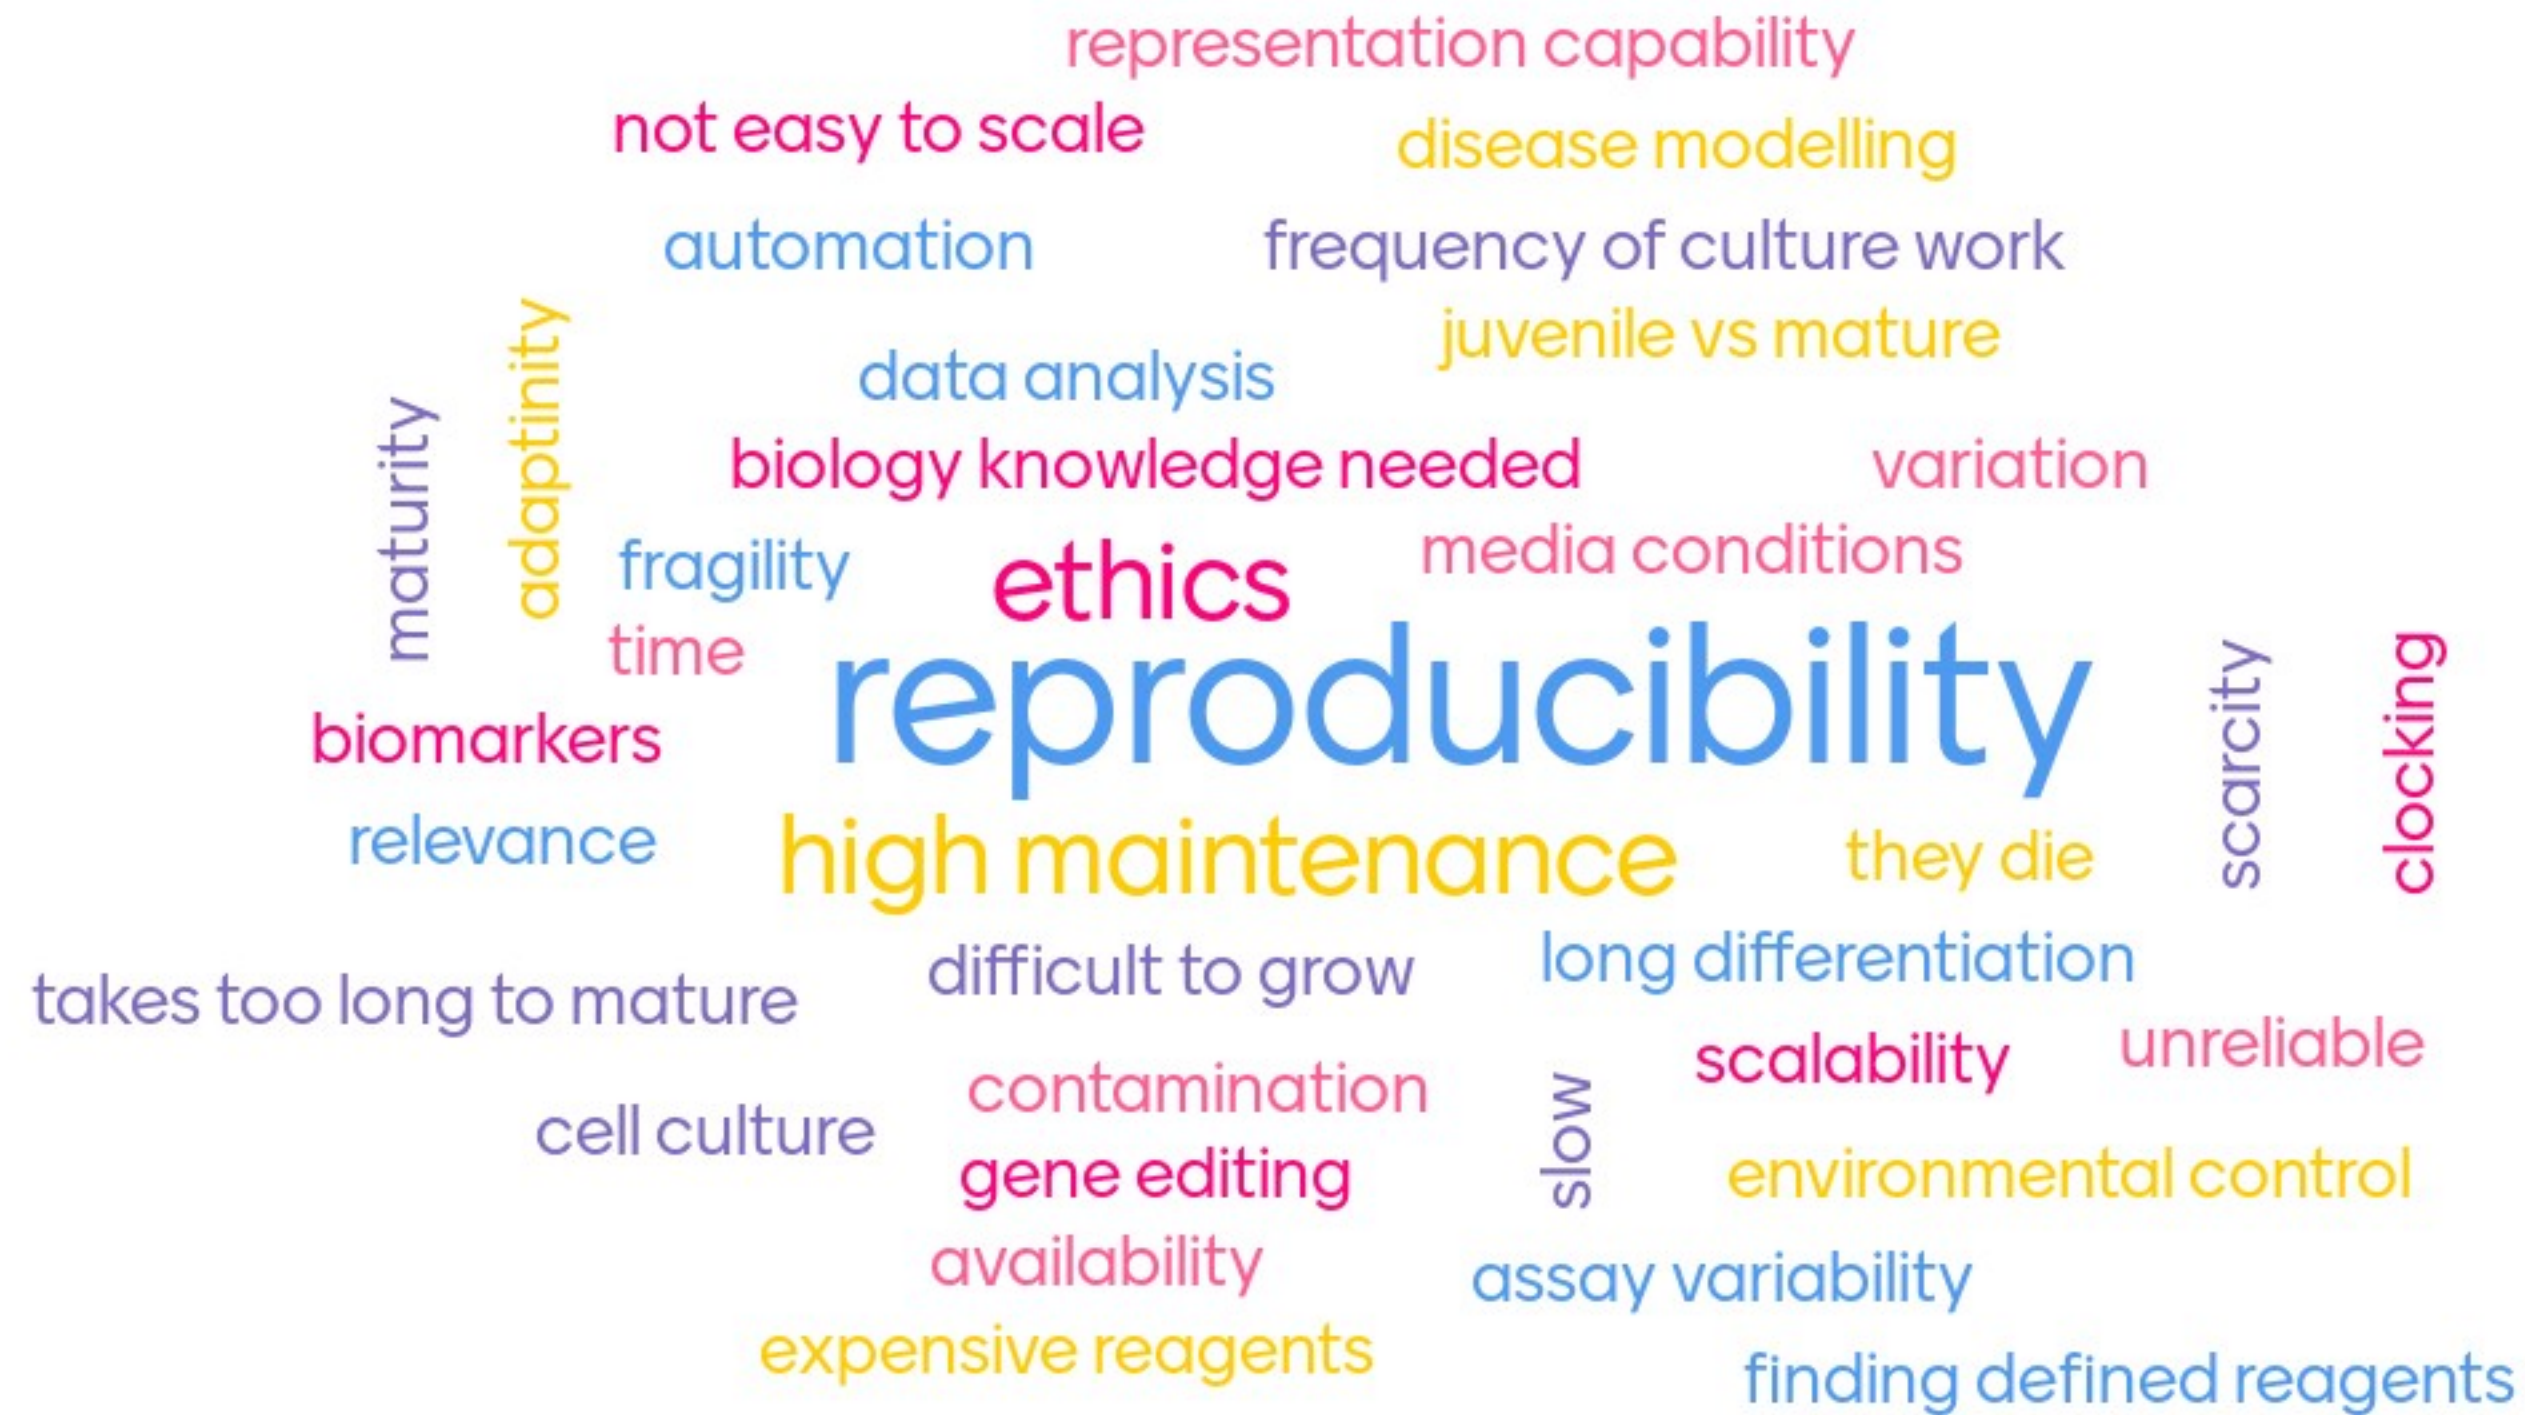 representation capability
not easy to scale
disease modelling
automation
frequency of culture work
adaptinity
juvenile vs mature
data analysis
maturity
biology knowledge needed
variation
fragility
ethics
media conditions
time
reproducibility
scarcity
clocking
biomarkers
relevance
high maintenance
they die
takes too long to mature
difficult to grow
long differentiation
scalability
unreliable
contamination
slow
cell culture
gene editing
environmental control
availability
assay variability
expensive reagents
finding defined reagents